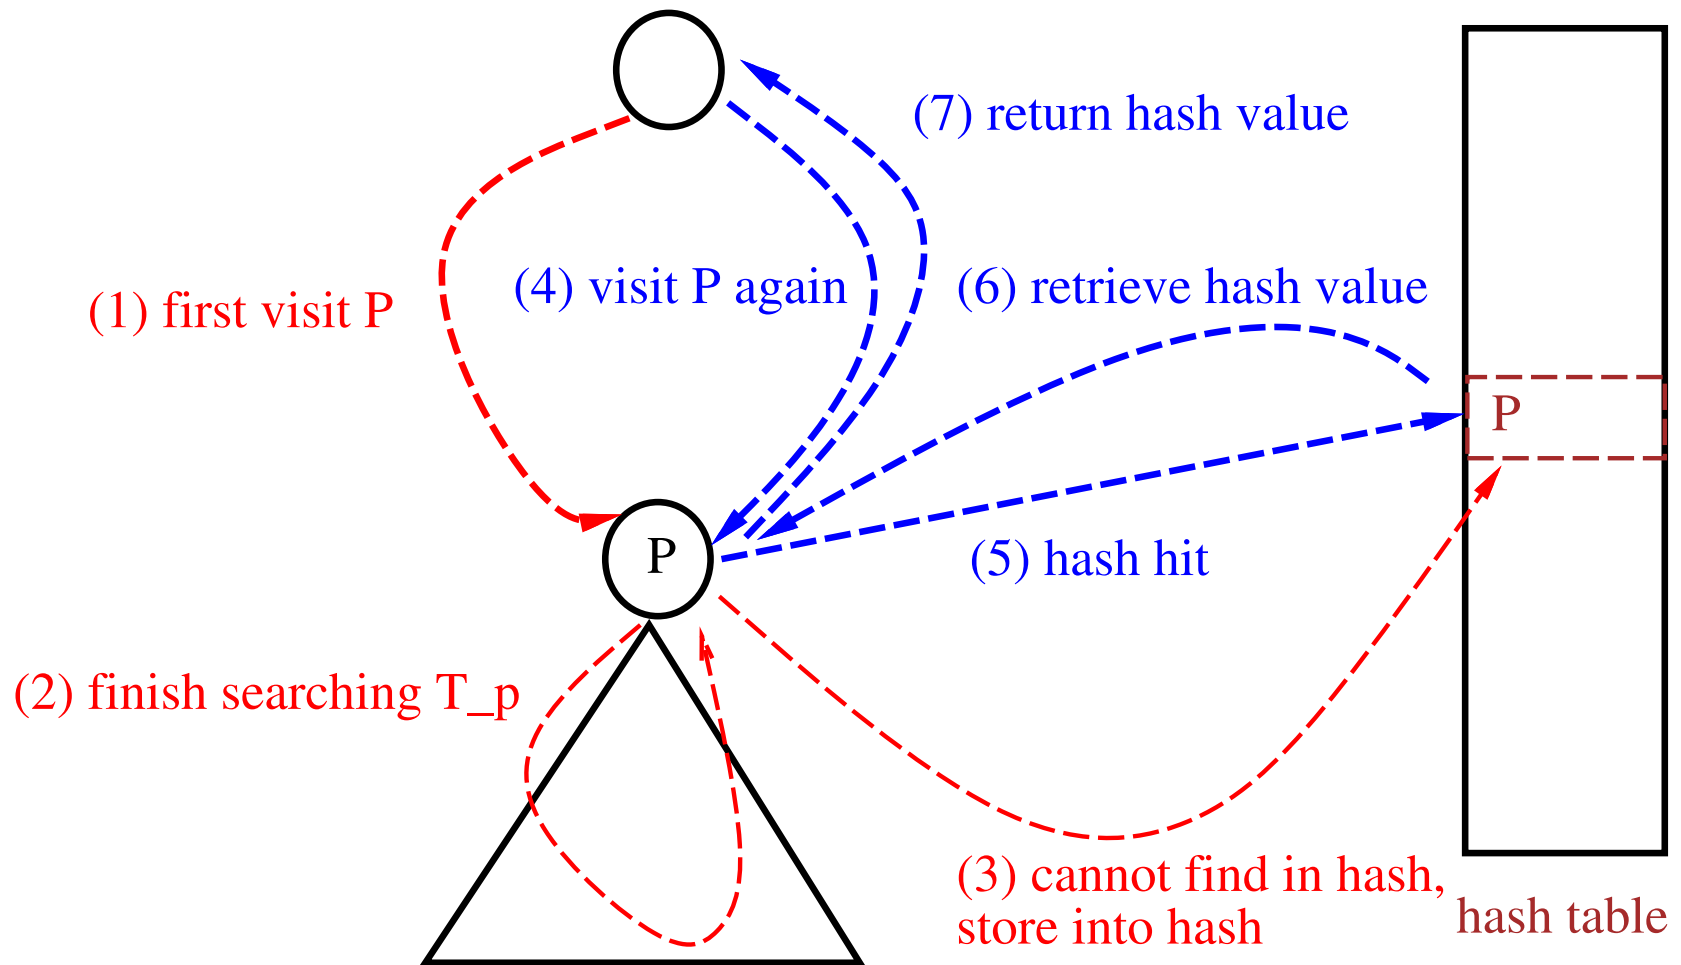 (7) return hash value
(4) visit P again
(6) retrieve hash value
(1) first visit P
P
P
(5) hash hit
(2) finish searching T_p
(3) cannot find in hash,
store into hash
hash table